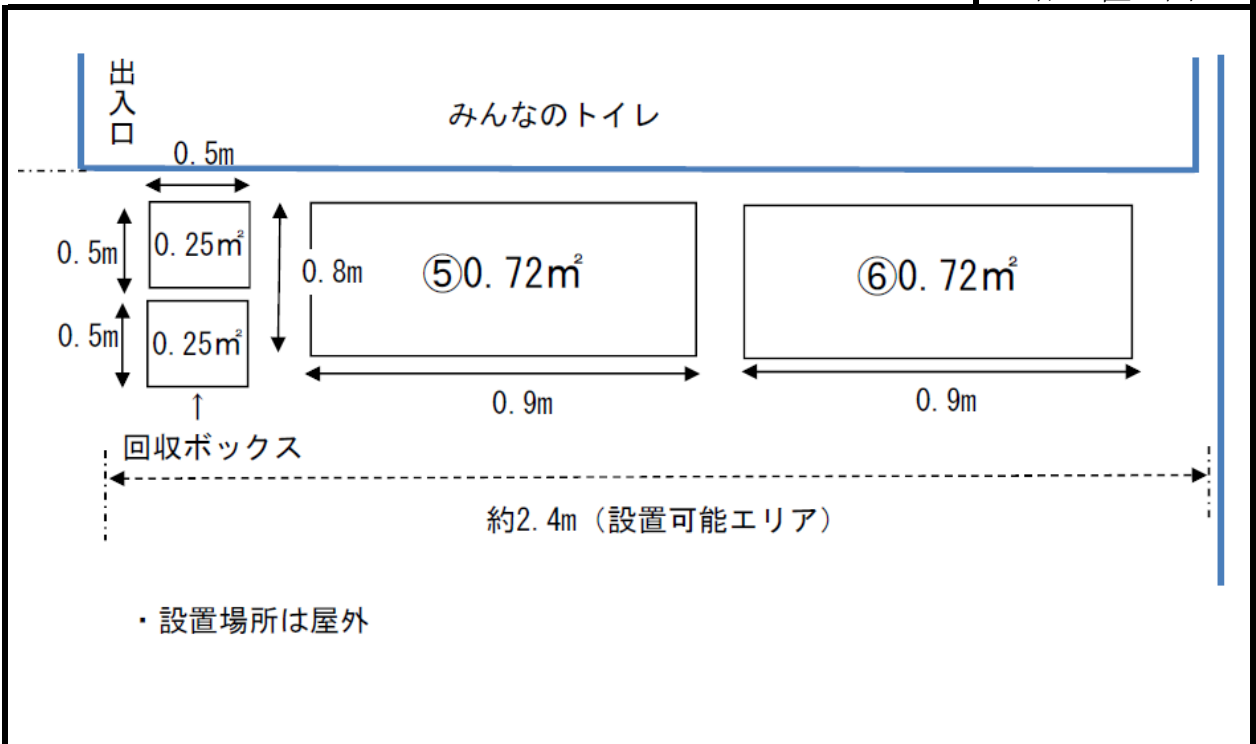 出入口
みんなのトイレ
0.5m
0.5m
0.25㎡
0.8m
⑤0.72㎡
⑥0.72㎡
0.5m
0.25㎡
0.9m
0.9m
↑
回収ボックス
約2.4m（設置可能エリア）
・設置場所は屋外